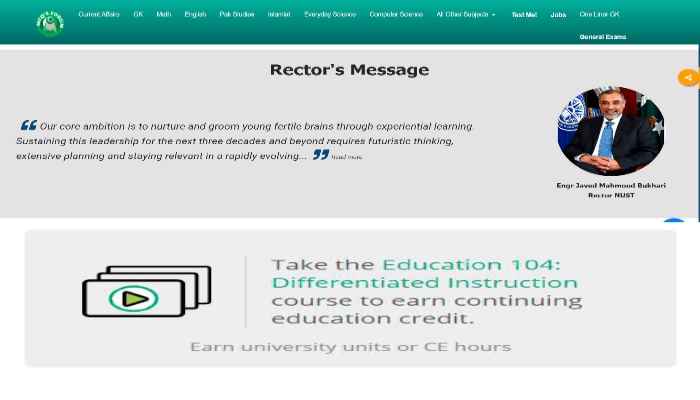 Current Affairs GK Math English Pak Studies Islamiat Everyday Science Computer Science All Other Subjects Test Me! Jobs One Liner GK
General Exams
Rector's Message
Our core ambition is to nurture and groom young fertile brains through experiential learning.
Sustaining this leadership for the next three decades and beyond requires futuristic thinking,
extensive planning and staying relevant in a rapidly evolving... Read more
Engr Javed Mahmood Bukhari
Rector NUST
Take the Education 104:
Differentiated Instruction
course to earn continuing
education credit.
Earn university units or CE hours